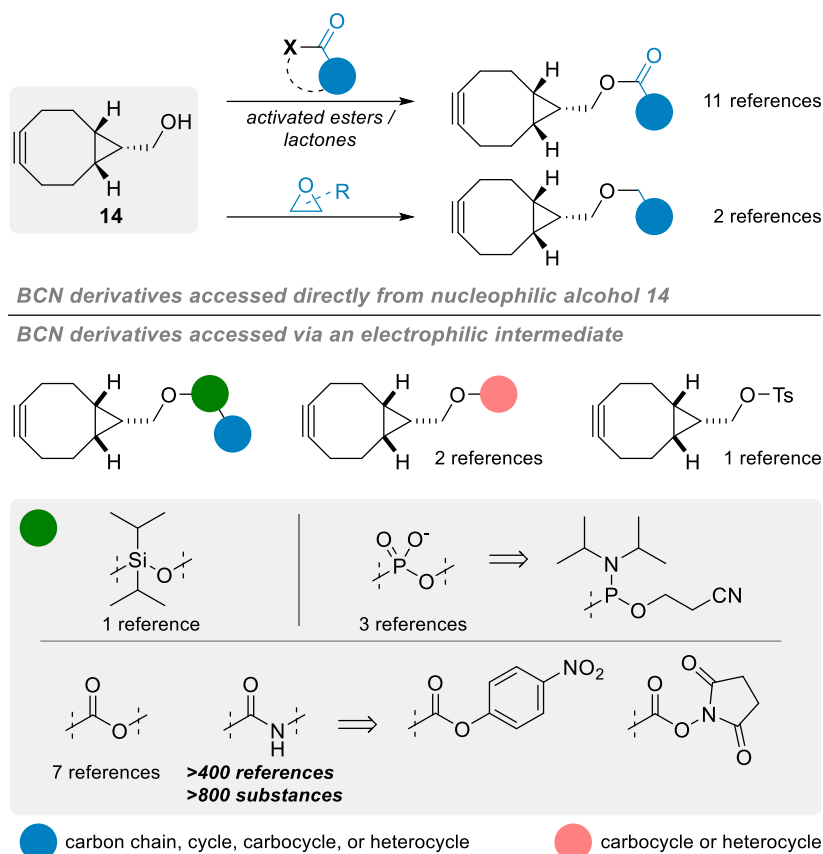 X
O
O
O
H
OH
H
14
activated esters /
lactones
H
H
11 references
O
R
H
O
H
2 references
BCN derivatives accessed directly from nucleophilic alcohol 14
BCN derivatives accessed via an electrophilic intermediate
H
O
H
H
O
H
2 references
H
O–Ts
H
1 reference
Si
O
1 reference
O
O-
P
O
3 references
N
P
O
CN
O
O
7 references
O
N
H
>400 references
>800 substances
O
O
NO2
O
O
N
O
O
carbon chain, cycle, carbocycle, or heterocycle
carbocycle or heterocycle